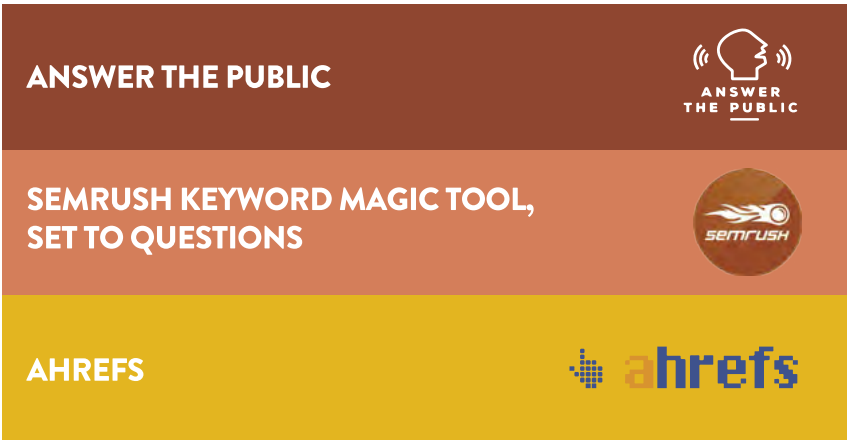 ANSWER THE PUBLIC
ANSWER
THE PUBLIC
SEMRUSH KEYWORD MAGIC TOOL,
SET TO QUESTIONS
semrush
AHREFS
ahrefs